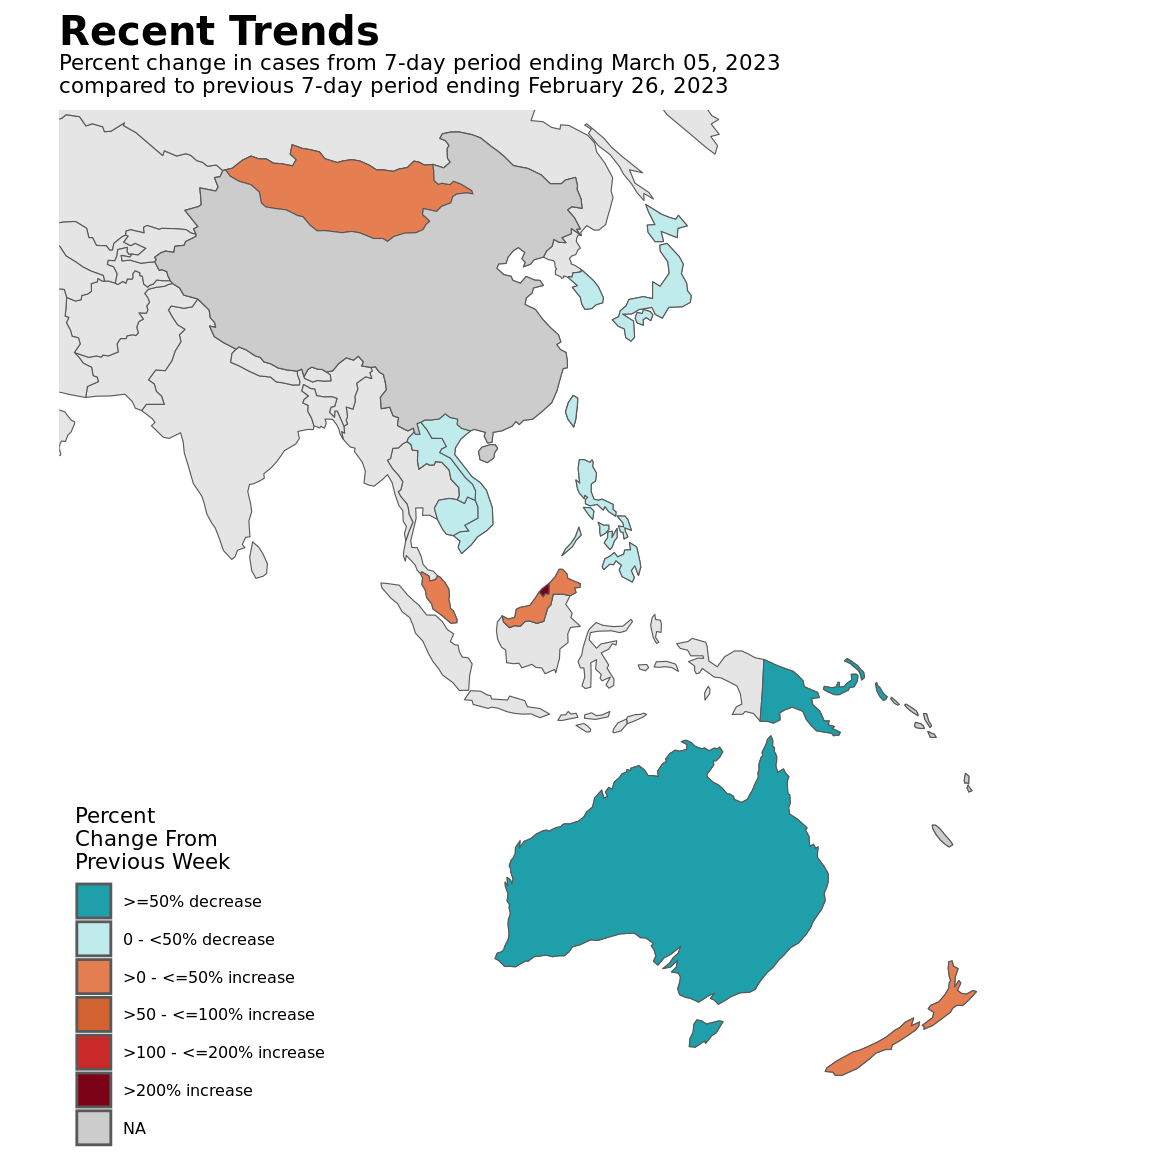 Recent Trends
Percent change in cases from 7-day period ending March 05, 2023
compared to previous 7-day period ending February 26, 2023
Percent
Change From
Previous Week
>=50% decrease
0 - <50% decrease
>0 - <=50% increase
>50 - <=100% increase
>100 - <=200% increase
>200% increase
NA